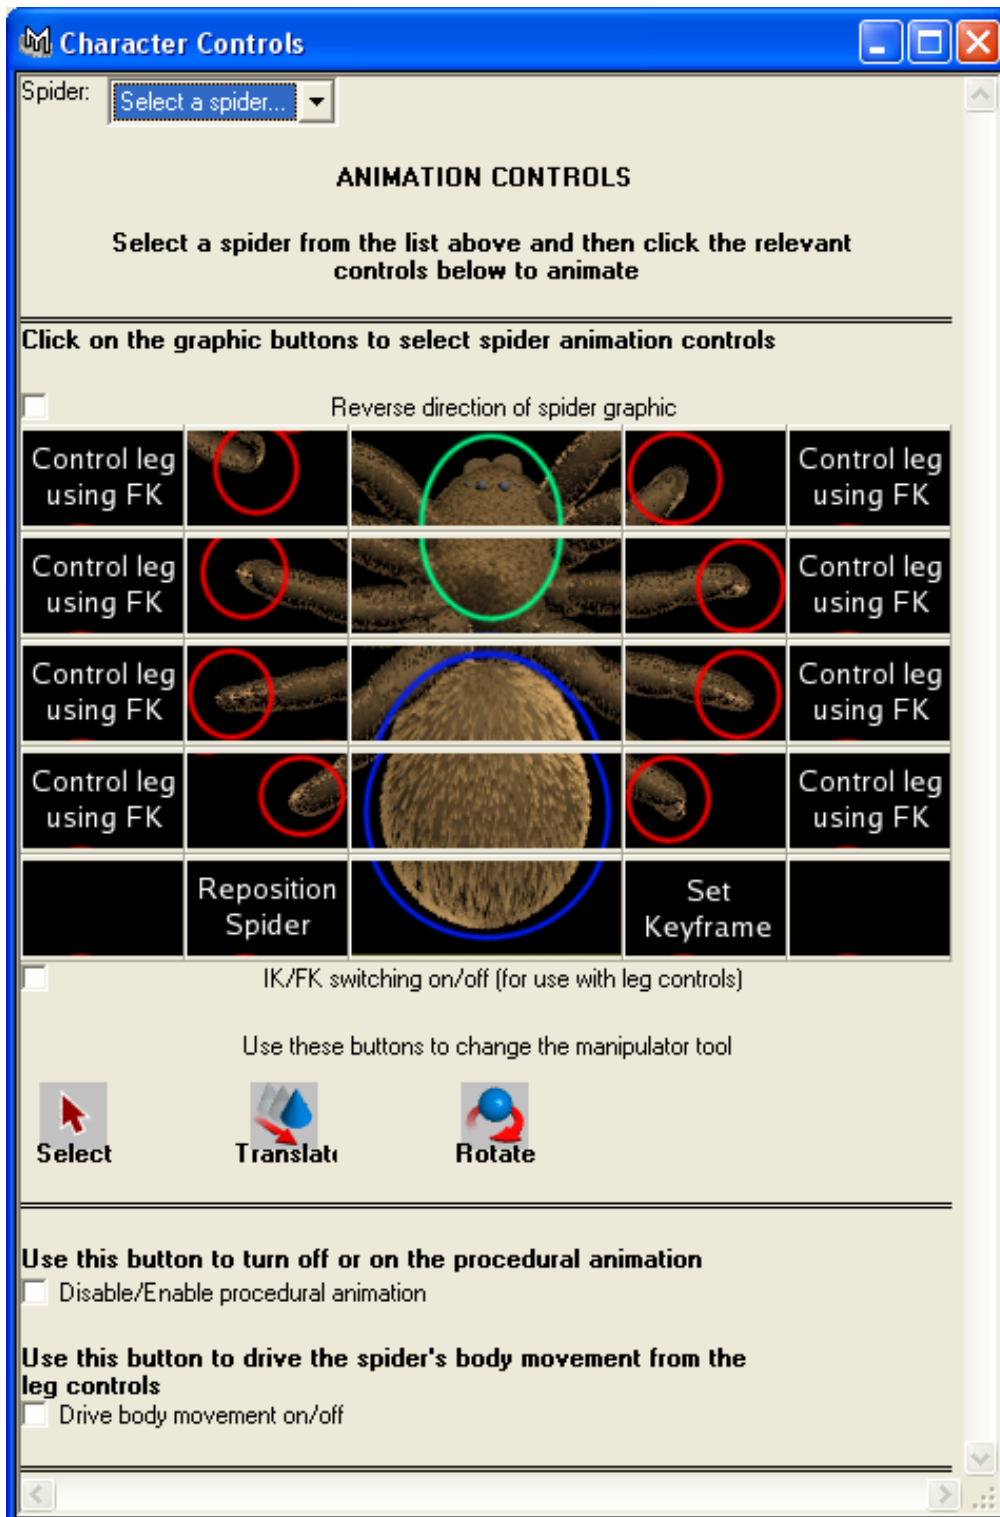 Character Controls
Spider: Select a spider...
ANIMATION CONTROLS
Select a spider from the list above and then click the relevant
controls below to animate
Click on the graphic buttons to select spider animation controls
Reverse direction of spider graphic
Control leg
using FK
Control leg
using FK
Control leg
using FK
Control leg
using FK
Control leg
using FK
Control leg
using FK
Control leg
using FK
Control leg
using FK
Reposition
Spider
Set
Keyframe
IK/FK switching on/off (for use with leg controls)
Use these buttons to change the manipulator tool
Select
Translat
Rotate
Use this button to turn off or on the procedural animation
Disable/Enable procedural animation
Use this button to drive the spider's body movement from the
leg controls
Drive body movement on/off